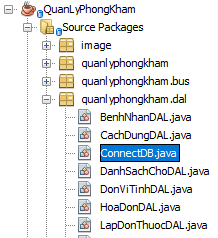 QuanLyPhongKham
Source Packages
image
quanlyphongkham
quanlyphongkham.bus
quanlyphongkham.dal
BenhNhanDAL.java
CachDungDAL.java
ConnectDB.java
DanhSachChoDAL.java
DonViTinhDAL.java
HoaDonDAL.java
LapDonThuocDAL.java